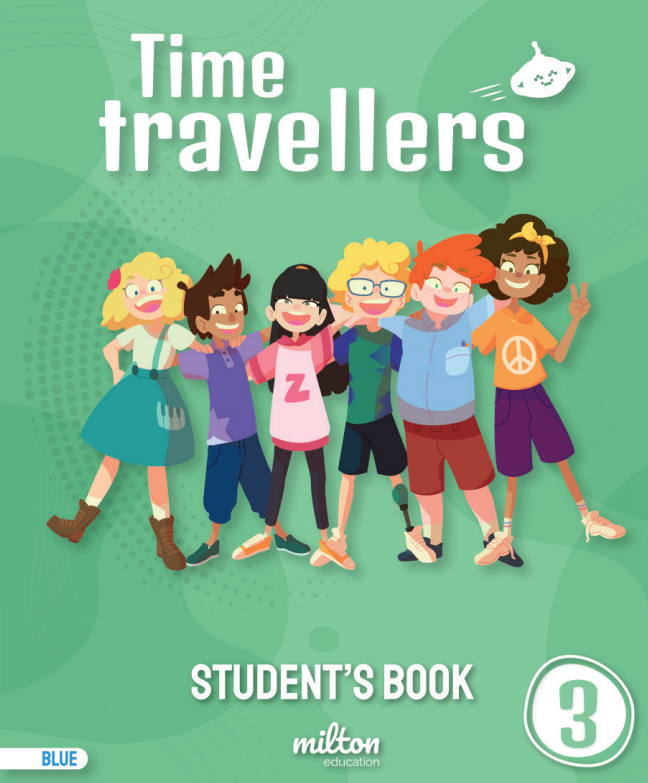 Time
travellers
Z
STUDENT'S BOOK
3
milton
education
BLUE